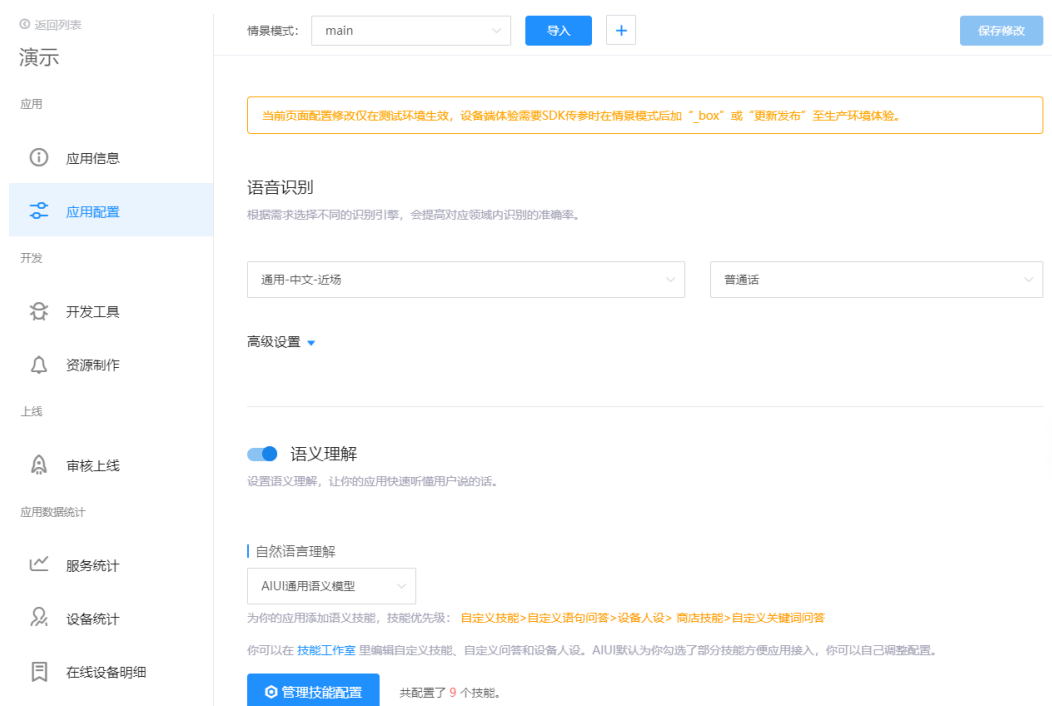 返回列表
演示
应用
应用信息
应用配置
开发
开发工具
资源制作
上线
审核上线
应用数据统计
服务统计
设备统计
在线设备明细
情景模式： main 导入 + 保存修改
当前页面配置修改仅在测试环境生效，设备端体验需要SDK传参时在情景模式后加“_box”或“更新发布”至生产环境体验。
语音识别
根据需求选择不同的识别引擎，会提高对应领域内识别的准确率。
通用-中文-近场 普通话
高级设置
语义理解
设置语义理解，让你的应用快速听懂用户说的话。
自然语言理解
AIUI通用语义模型
为你的应用添加语义技能，技能优先级： 自定义技能>自定义语句问答>设备人设> 商店技能>自定义关键词问答
你可以在 技能工作室 里编辑自定义技能、自定义问答和设备人设。AIUI默认为你勾选了部分技能方便应用接入，你可以自己调整配置。
管理技能配置 共配置了 9 个技能。